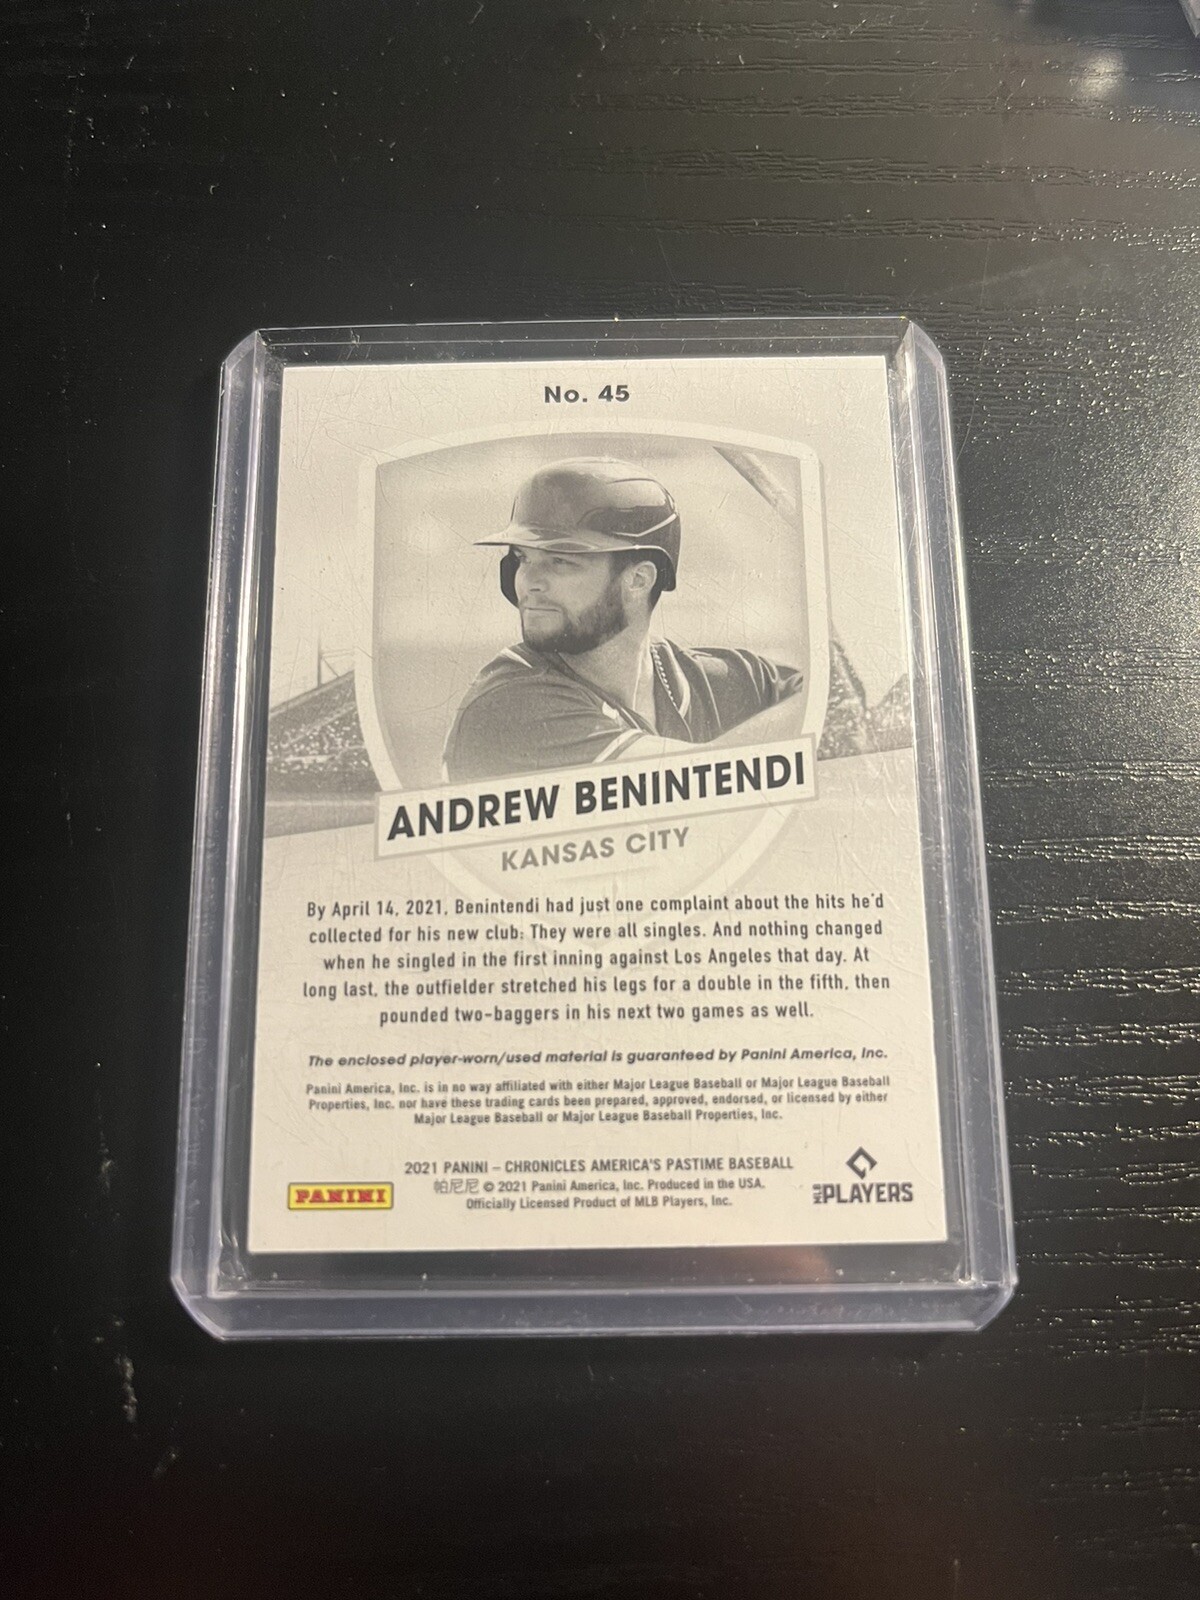 No. 45
ANDREW BENINTENDI
KANSAS CITY
By April 14, 2021, Benintendi had just one complaint about the hits he'd
collected for his new club: They were all singles. And nothing changed
when he singled in the first inning against Los Angeles that day. At
long last, the outfielder stretched his legs for a double in the fifth, then
pounded two-baggers in his next two games as well.
The enclosed player-worn/used material is guaranteed by Panini America, Inc.
Panini America, Inc. is in no way affiliated with either Major League Baseball or Major League Baseball
Properties, Inc. nor have these trading cards been prepared, approved, endorsed, or licensed by either
Major League Baseball or Major League Baseball Properties, Inc.
2021 PANINI – CHRONICLES AMERICA'S PASTIME BASEBALL
帕尼尼 © 2021 Panini America, Inc. Produced in the USA.
Officially Licensed Product of MLB Players, Inc.
PANINI
MLB PLAYERS